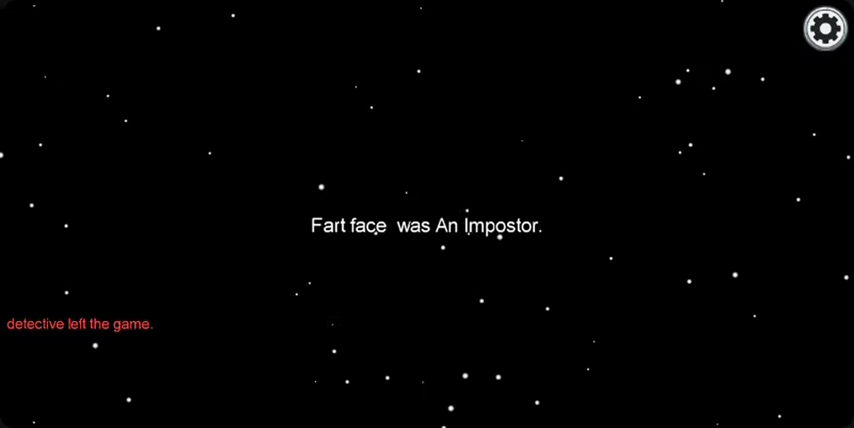 Fart face  was An Impostor.
detective left the game.